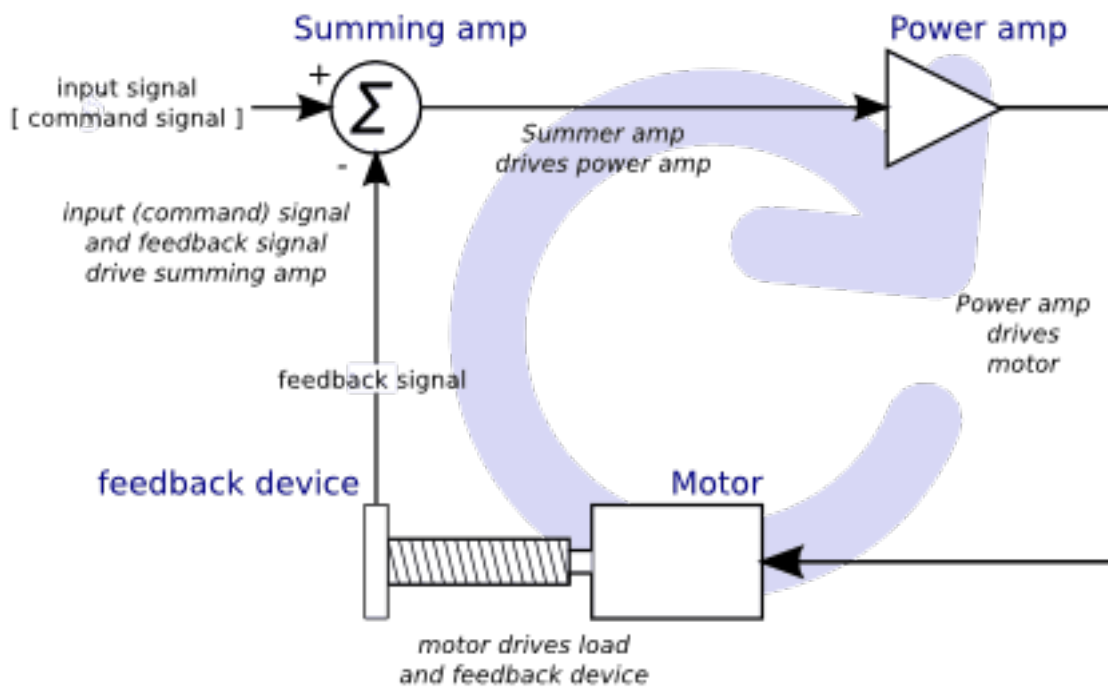 Summing amp
Power amp
+
input signal
[ command signal ]
Σ
Summer amp
drives power amp
-
input (command) signal
and feedback signal
drive summing amp
Power amp
drives
motor
feedback signal
feedback device
Motor
motor drives load
and feedback device